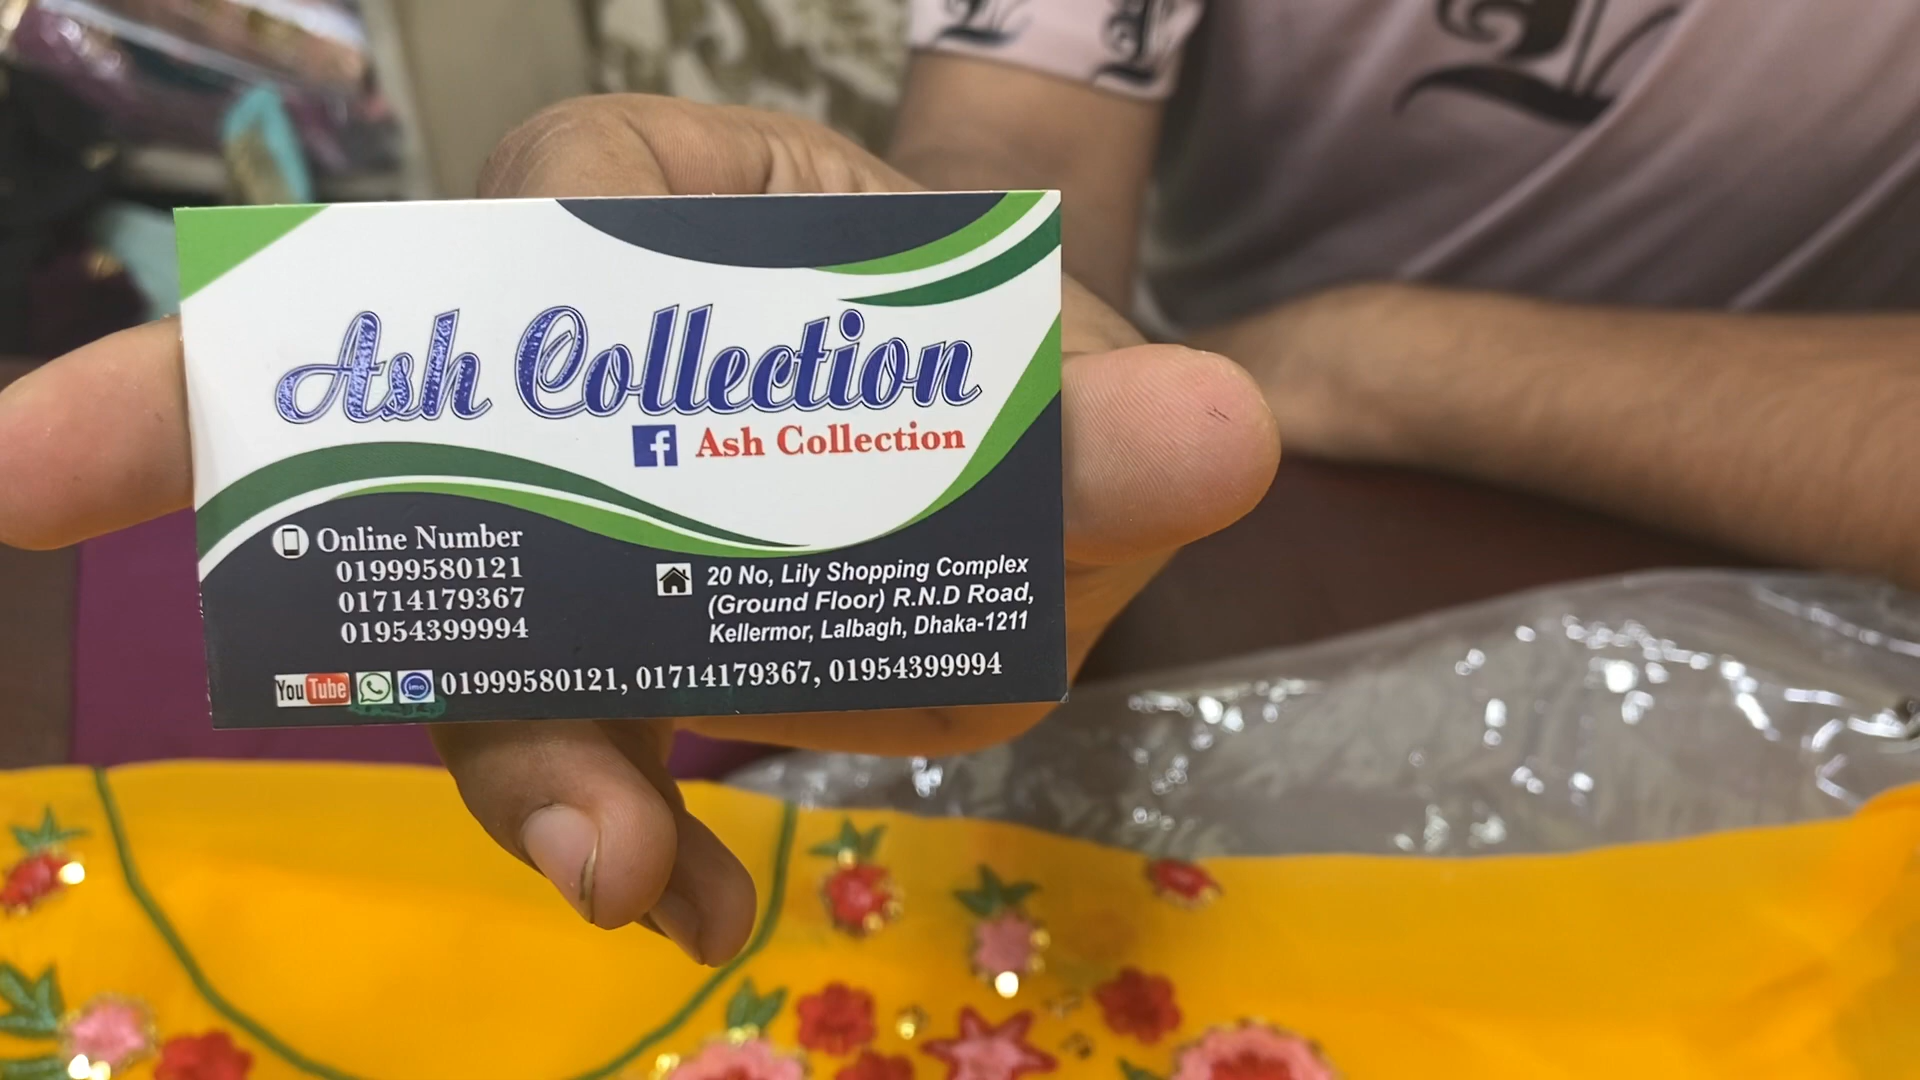 Ash Collection
Ash Collection
Online Number
01999580121
01714179367
01954399994
20 No, Lily Shopping Complex
(Ground Floor) R.N.D Road,
Kellermor, Lalbagh, Dhaka-1211
You Tube imo 01999580121, 01714179367, 01954399994